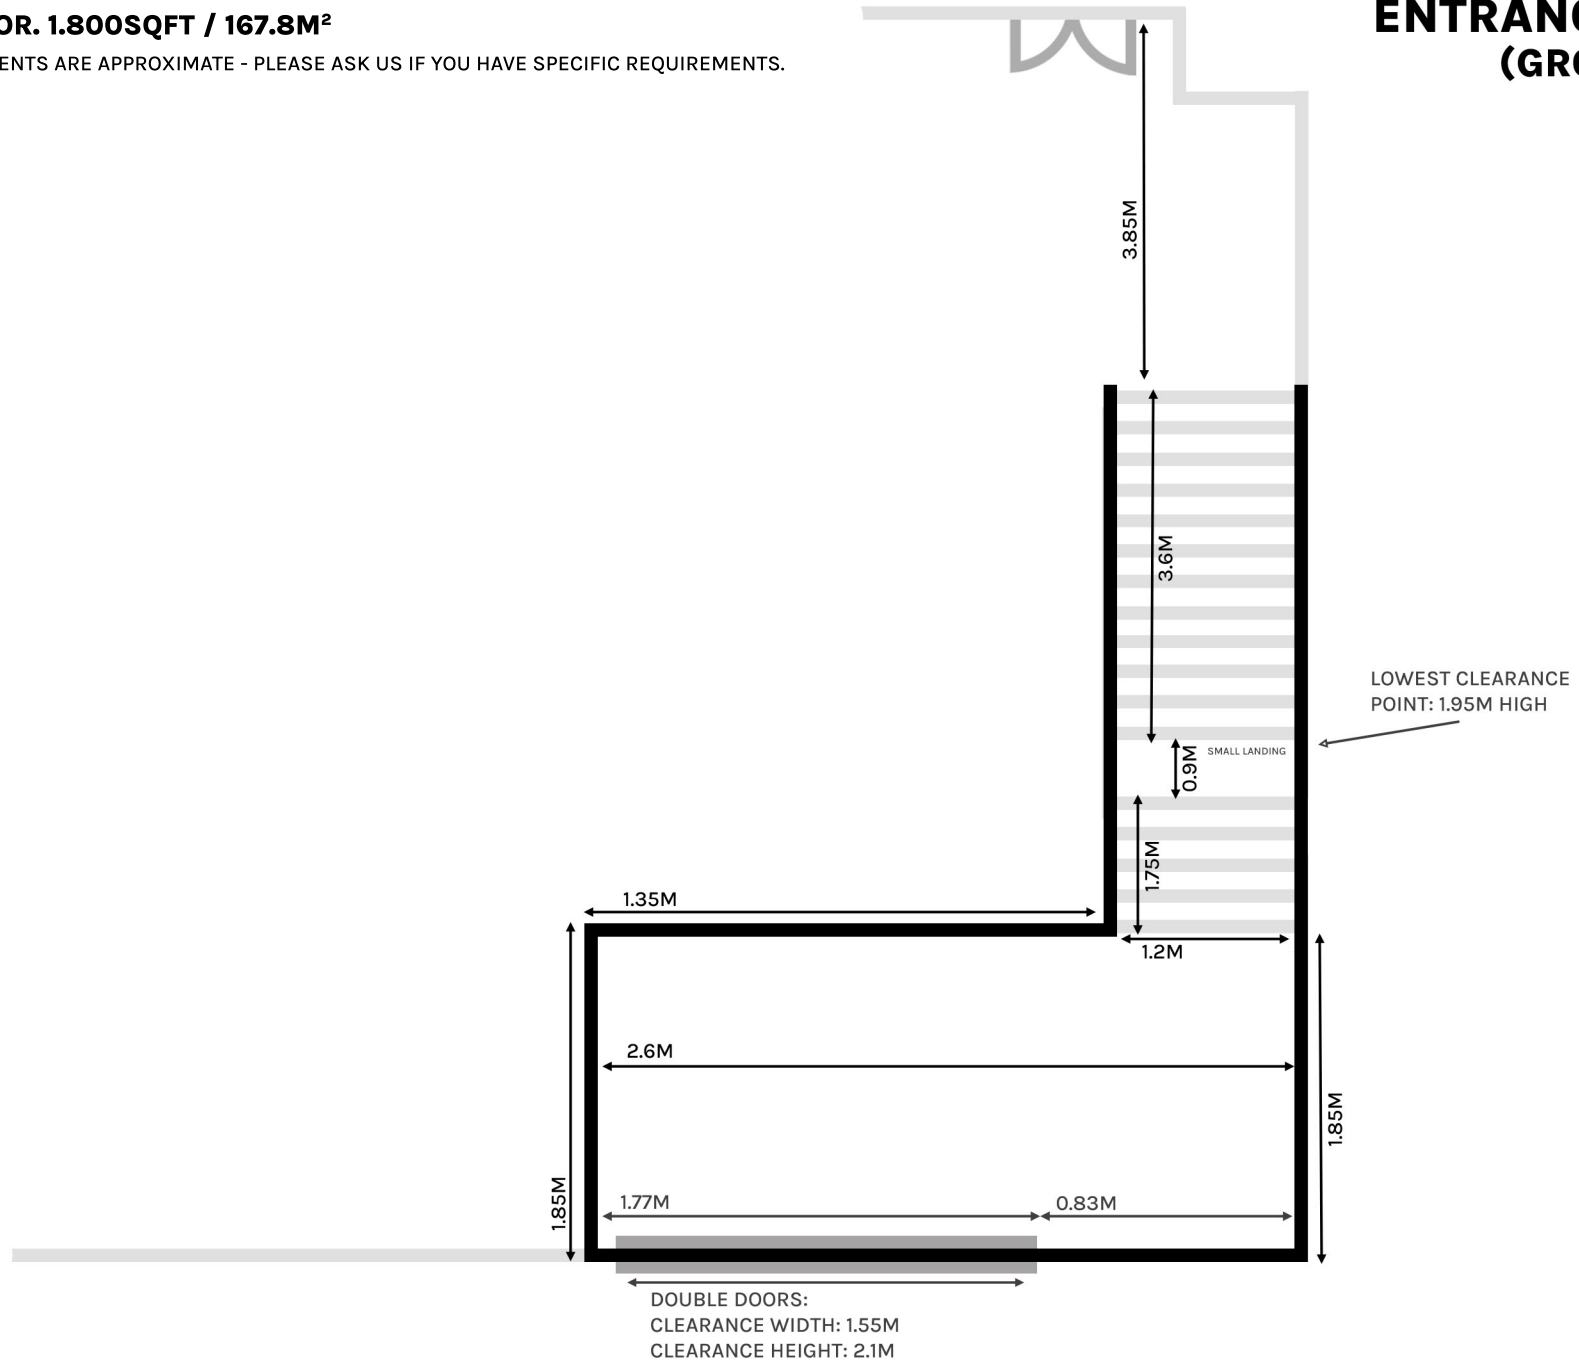 OR. 1.800SQFT / 167.8M²
ENTS ARE APPROXIMATE - PLEASE ASK US IF YOU HAVE SPECIFIC REQUIREMENTS.
ENTRANC
(GRO
3.85M
3.6M
LOWEST CLEARANCE
POINT: 1.95M HIGH
SMALL LANDING
0.9M
1.75M
1.35M
1.2M
2.6M
1.85M
1.85M
1.77M
0.83M
DOUBLE DOORS:
CLEARANCE WIDTH: 1.55M
CLEARANCE HEIGHT: 2.1M